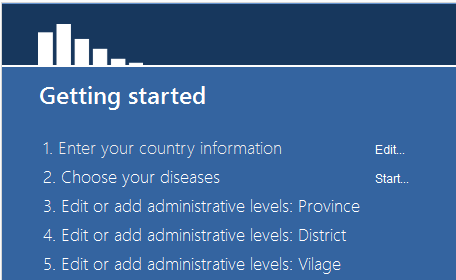 Getting started
1. Enter your country information Edit...
2. Choose your diseases Start...
3. Edit or add administrative levels: Province
4. Edit or add administrative levels: District
5. Edit or add administrative levels: Vilage